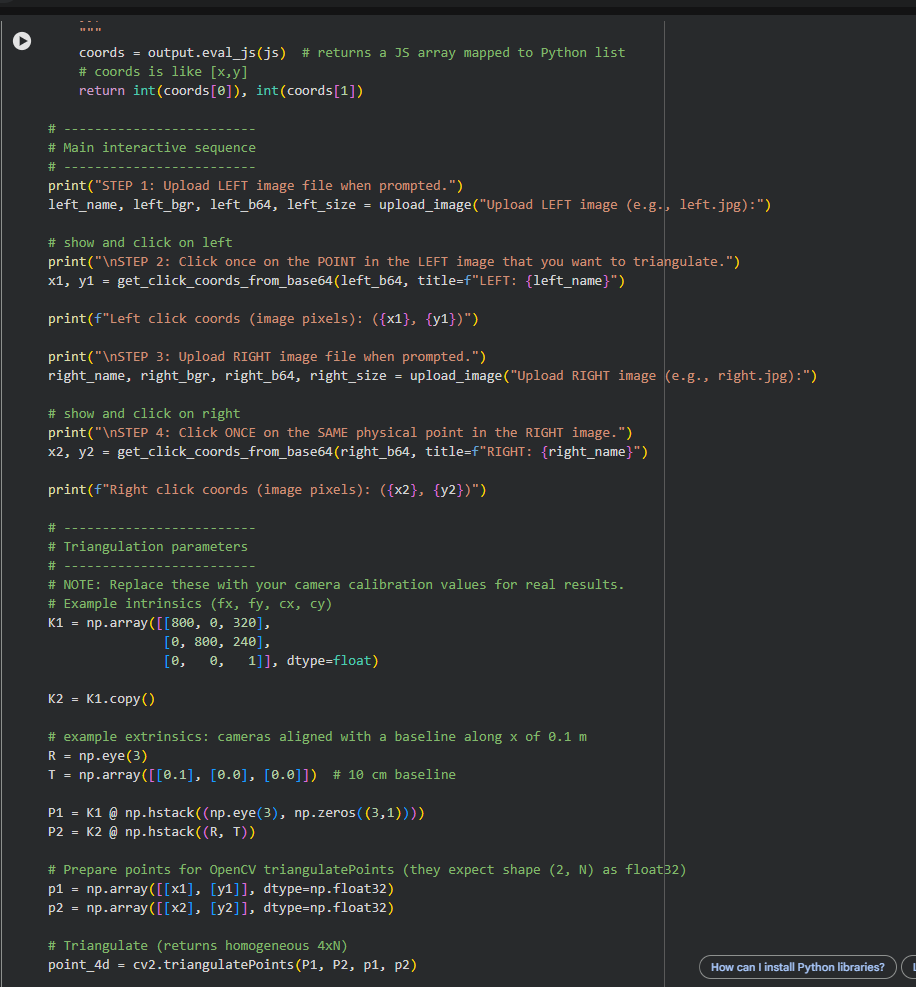 """
coords = output.eval_js(js)  # returns a JS array mapped to Python list
# coords is like [x,y]
return int(coords[0]), int(coords[1])
# -------------------------
# Main interactive sequence
# -------------------------
print("STEP 1: Upload LEFT image file when prompted.")
left_name, left_bgr, left_b64, left_size = upload_image("Upload LEFT image (e.g., left.jpg):")
# show and click on left
print("\nSTEP 2: Click once on the POINT in the LEFT image that you want to triangulate.")
x1, y1 = get_click_coords_from_base64(left_b64, title=f"LEFT: {left_name}")
print(f"Left click coords (image pixels): ({x1}, {y1})")
print("\nSTEP 3: Upload RIGHT image file when prompted.")
right_name, right_bgr, right_b64, right_size = upload_image("Upload RIGHT image (e.g., right.jpg):")
# show and click on right
print("\nSTEP 4: Click ONCE on the SAME physical point in the RIGHT image.")
x2, y2 = get_click_coords_from_base64(right_b64, title=f"RIGHT: {right_name}")
print(f"Right click coords (image pixels): ({x2}, {y2})")
# -------------------------
# Triangulation parameters
# -------------------------
# NOTE: Replace these with your camera calibration values for real results.
# Example intrinsics (fx, fy, cx, cy)
K1 = np.array([[800, 0, 320],
[0, 800, 240],
[0,   0,   1]], dtype=float)
K2 = K1.copy()
# example extrinsics: cameras aligned with a baseline along x of 0.1 m
R = np.eye(3)
T = np.array([[0.1], [0.0], [0.0]])  # 10 cm baseline
P1 = K1 @ np.hstack((np.eye(3), np.zeros((3,1))))
P2 = K2 @ np.hstack((R, T))
# Prepare points for OpenCV triangulatePoints (they expect shape (2, N) as float32)
p1 = np.array([[x1], [y1]], dtype=np.float32)
p2 = np.array([[x2], [y2]], dtype=np.float32)
# Triangulate (returns homogeneous 4xN)
point_4d = cv2.triangulatePoints(P1, P2, p1, p2)
How can I install Python libraries?